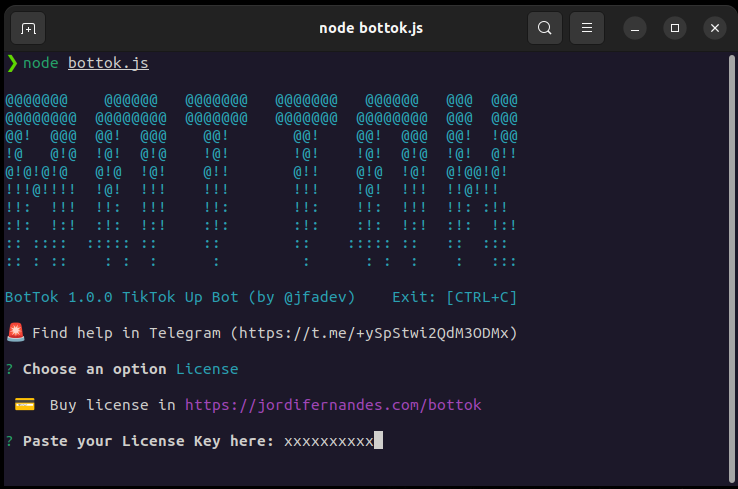 node bottok.js
❯ node bottok.js
@@@@@@@    @@@@@@   @@@@@@@   @@@@@@@   @@@@@@   @@@  @@@
@@@@@@@@  @@@@@@@@  @@@@@@@   @@@@@@@  @@@@@@@@  @@@  @@@
@@!  @@@  @@!  @@@    @@!       @@!    @@!  @@@  @@!  !@@
!@   @!@  !@!  @!@    !@!       !@!    !@!  @!@  !@!  @!!
@!@!@!@   @!@  !@!    @!!       @!!    @!@  !@!  @!@@!@!
!!!@!!!!  !@!  !!!    !!!       !!!    !@!  !!!  !!@!!!
!!:  !!!  !!:  !!!    !!:       !!:    !!:  !!!  !!: :!!
:!:  !:!  :!:  !:!    :!:       :!:    :!:  !:!  :!:  !:!
:: ::::  ::::: ::     ::        ::    ::::: ::   ::  :::
:: : ::    : :  :      :         :      : :  :    :   :::
BotTok 1.0.0 TikTok Up Bot (by @jfadev)    Exit: [CTRL+C]
🚨 Find help in Telegram (https://t.me/+ySpStwi2QdM3ODMx)
? Choose an option License
💳 Buy license in https://jordifernandes.com/bottok
? Paste your License Key here: xxxxxxxxxx